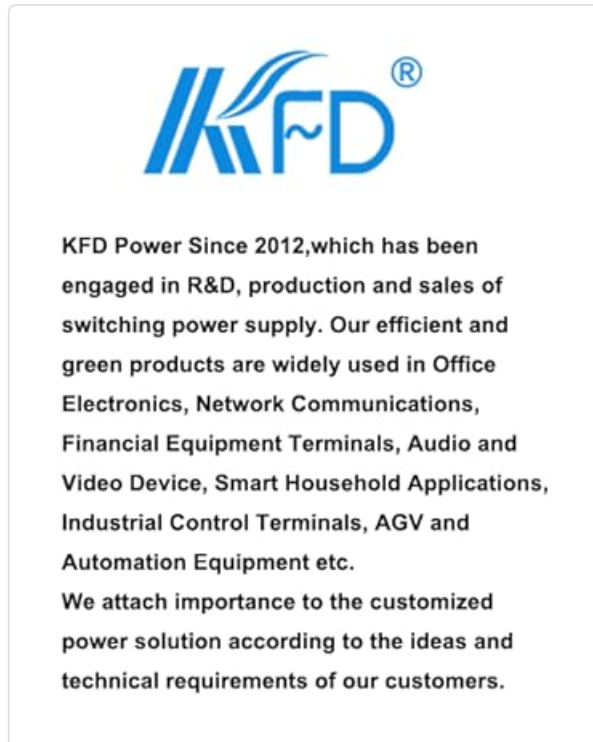 KFD®
KFD Power Since 2012,which has been
engaged in R&D, production and sales of
switching power supply. Our efficient and
green products are widely used in Office
Electronics, Network Communications,
Financial Equipment Terminals, Audio and
Video Device, Smart Household Applications,
Industrial Control Terminals, AGV and
Automation Equipment etc.
We attach importance to the customized
power solution according to the ideas and
technical requirements of our customers.